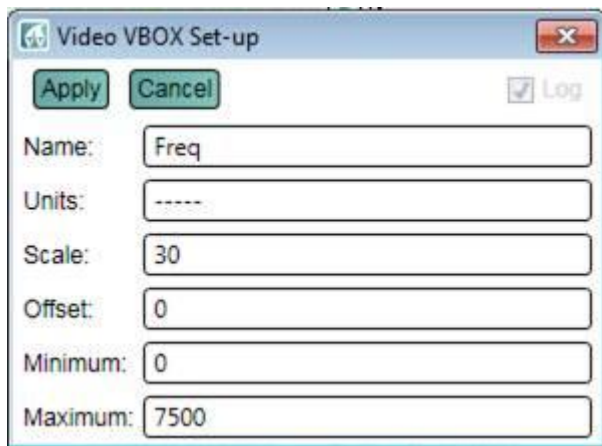 Video VBOX Set-up
Apply Cancel Log
Name: Freq
Units: -----
Scale: 30
Offset: 0
Minimum: 0
Maximum: 7500